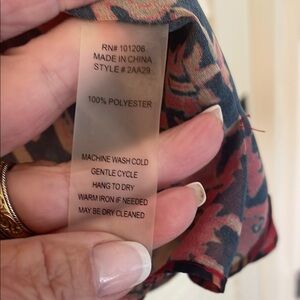 RN# 101206
MADE IN CHINA
STYLE # 2AA29
100% POLYESTER
MACHINE WASH COLD
GENTLE CYCLE
HANG TO DRY
WARM IRON IF NEEDED
MAY BE DRY CLEANED